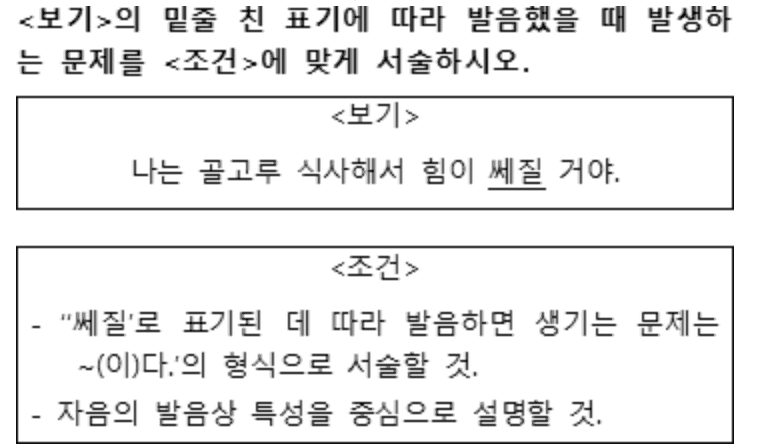 <보기>의 밑줄 친 표기에 따라 발음했을 때 발생하
는 문제를 <조건>에 맞게 서술하시오.
<보기>
나는 골고루 식사해서 힘이 쎄질 거야.
<조건>
- "쎄질'로 표기된 데 따라 발음하면 생기는 문제는
~(이)다.'의 형식으로 서술할 것.
- 자음의 발음상 특성을 중심으로 설명할 것.